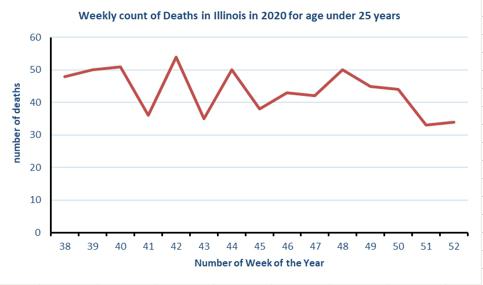 Weekly count of Deaths in Illinois in 2020 for age under 25 years
number of deaths
60
50
40
30
20
10
0
38 39 40 41 42 43 44 45 46 47 48 49 50 51 52
Number of Week of the Year